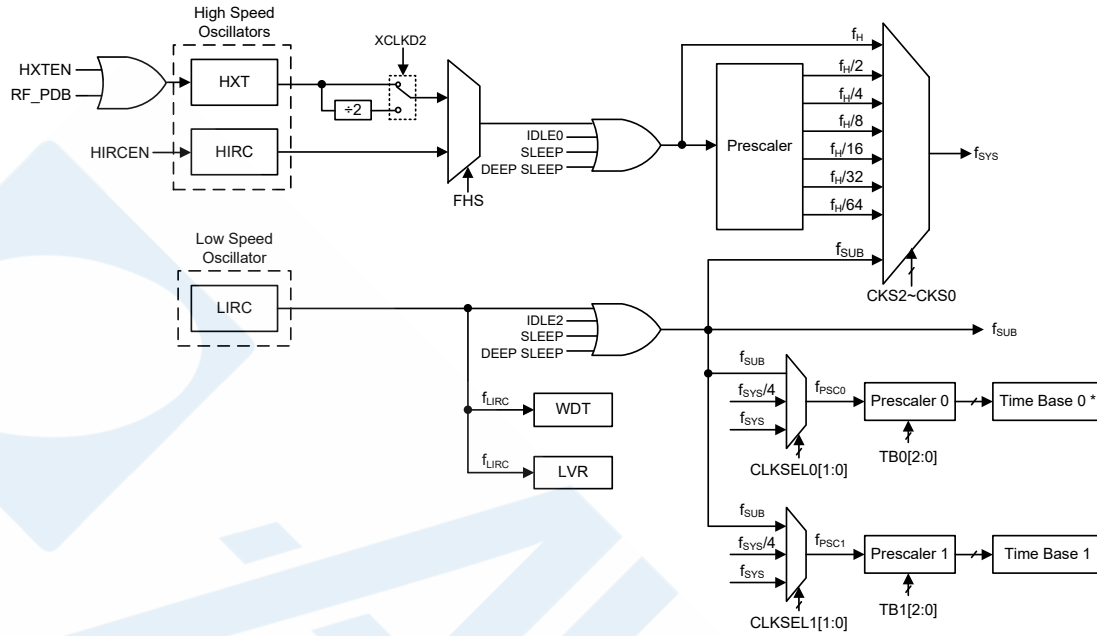 High Speed
Oscillators
HXTEN
RF_PDB
HXT
XCLKD2
÷2
HIRCEN
HIRC
FHS
IDLE0
SLEEP
DEEP SLEEP
Prescaler
fH
fH/2
fH/4
fH/8
fH/16
fH/32
fH/64
fSUB
fSYS
CKS2~CKS0
Low Speed
Oscillator
LIRC
IDLE2
SLEEP
DEEP SLEEP
fSUB
fLIRC
WDT
fLIRC
LVR
fSUB
fSYS/4
fSYS
fPSC0
CLKSEL0[1:0]
Prescaler 0
TB0[2:0]
Time Base 0 *
fSUB
fSYS/4
fSYS
fPSC1
CLKSEL1[1:0]
Prescaler 1
TB1[2:0]
Time Base 1